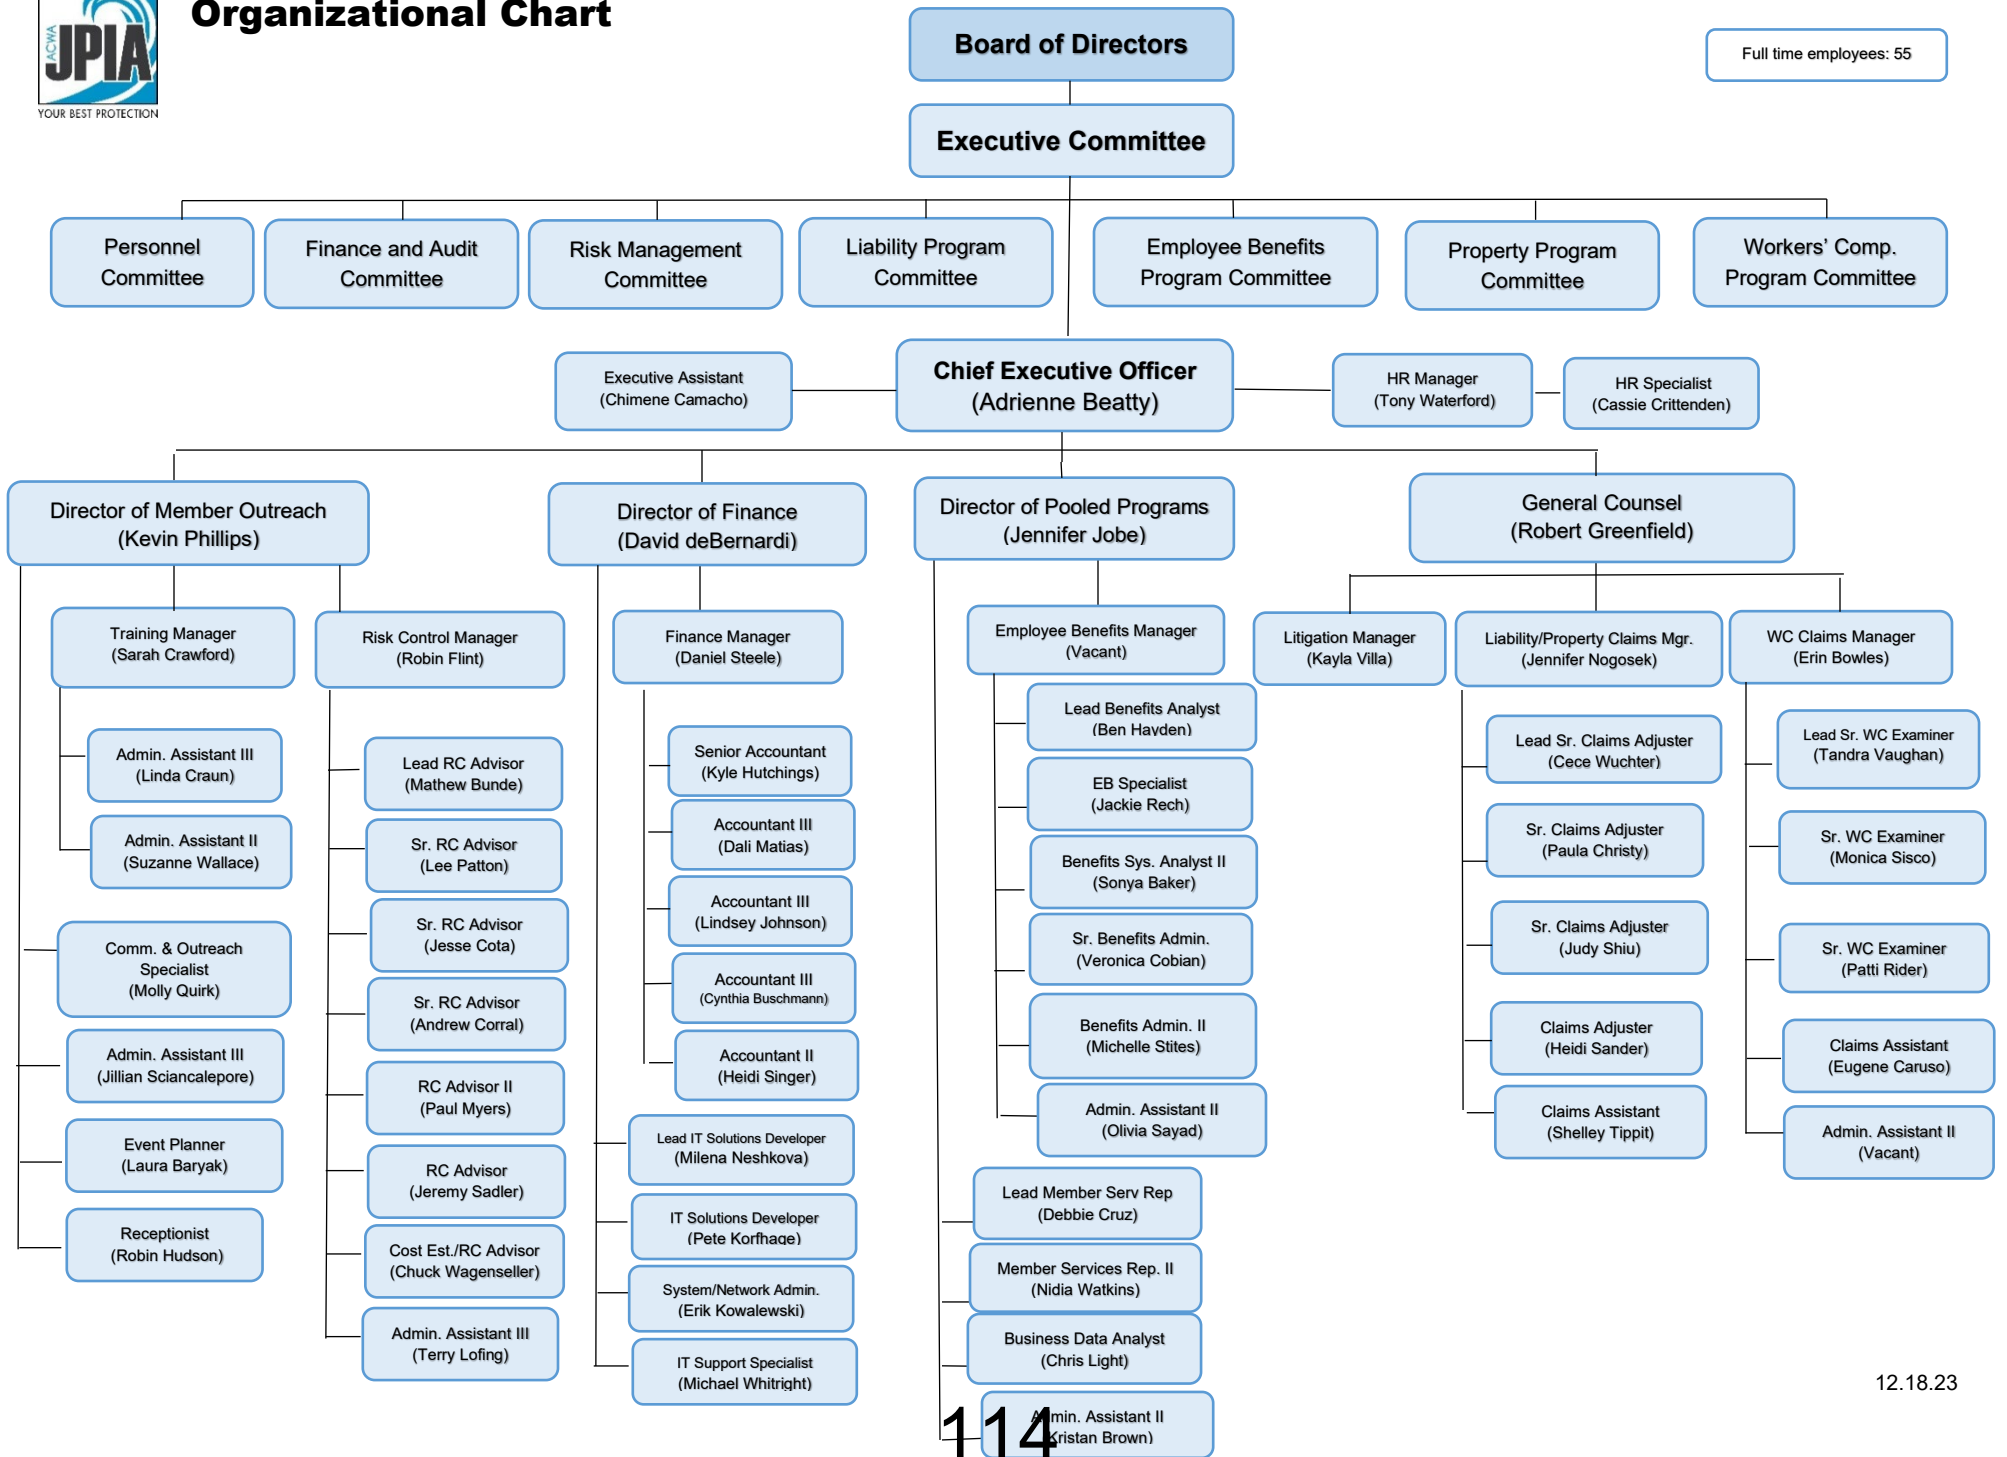 Organizational Chart
ACWA
JPIA
YOUR BEST PROTECTION
Board of Directors
Full time employees: 55
Executive Committee
Personnel
Committee
Finance and Audit
Committee
Risk Management
Committee
Liability Program
Committee
Employee Benefits
Program Committee
Property Program
Committee
Workers' Comp.
Program Committee
Executive Assistant
(Chimene Camacho)
Chief Executive Officer
(Adrienne Beatty)
HR Manager
(Tony Waterford)
HR Specialist
(Cassie Crittenden)
Director of Member Outreach
(Kevin Phillips)
Director of Finance
(David deBernardi)
Director of Pooled Programs
(Jennifer Jobe)
General Counsel
(Robert Greenfield)
Training Manager
(Sarah Crawford)
Admin. Assistant III
(Linda Craun)
Admin. Assistant II
(Suzanne Wallace)
Comm. & Outreach
Specialist
(Molly Quirk)
Admin. Assistant III
(Jillian Sciancalepore)
Event Planner
(Laura Baryak)
Receptionist
(Robin Hudson)
Risk Control Manager
(Robin Flint)
Lead RC Advisor
(Mathew Bunde)
Sr. RC Advisor
(Lee Patton)
Sr. RC Advisor
(Jesse Cota)
Sr. RC Advisor
(Andrew Corral)
RC Advisor II
(Paul Myers)
RC Advisor
(Jeremy Sadler)
Cost Est./RC Advisor
(Chuck Wagenseller)
Admin. Assistant III
(Terry Lofing)
Finance Manager
(Daniel Steele)
Senior Accountant
(Kyle Hutchings)
Accountant III
(Dali Matias)
Accountant III
(Lindsey Johnson)
Accountant III
(Cynthia Buschmann)
Accountant II
(Heidi Singer)
Lead IT Solutions Developer
(Milena Neshkova)
IT Solutions Developer
(Pete Korfhage)
System/Network Admin.
(Erik Kowalewski)
IT Support Specialist
(Michael Whitright)
Employee Benefits Manager
(Vacant)
Lead Benefits Analyst
(Ben Hayden)
EB Specialist
(Jackie Rech)
Benefits Sys. Analyst II
(Sonya Baker)
Sr. Benefits Admin.
(Veronica Cobian)
Benefits Admin. II
(Michelle Stites)
Admin. Assistant II
(Olivia Sayad)
Lead Member Serv Rep
(Debbie Cruz)
Member Services Rep. II
(Nidia Watkins)
Business Data Analyst
(Chris Light)
Admin. Assistant II
(Kristan Brown)
Litigation Manager
(Kayla Villa)
Liability/Property Claims Mgr.
(Jennifer Nogosek)
Lead Sr. Claims Adjuster
(Cece Wuchter)
Sr. Claims Adjuster
(Paula Christy)
Sr. Claims Adjuster
(Judy Shiu)
Claims Adjuster
(Heidi Sander)
Claims Assistant
(Shelley Tippit)
WC Claims Manager
(Erin Bowles)
Lead Sr. WC Examiner
(Tandra Vaughan)
Sr. WC Examiner
(Monica Sisco)
Sr. WC Examiner
(Patti Rider)
Claims Assistant
(Eugene Caruso)
Admin. Assistant II
(Vacant)
12.18.23
114